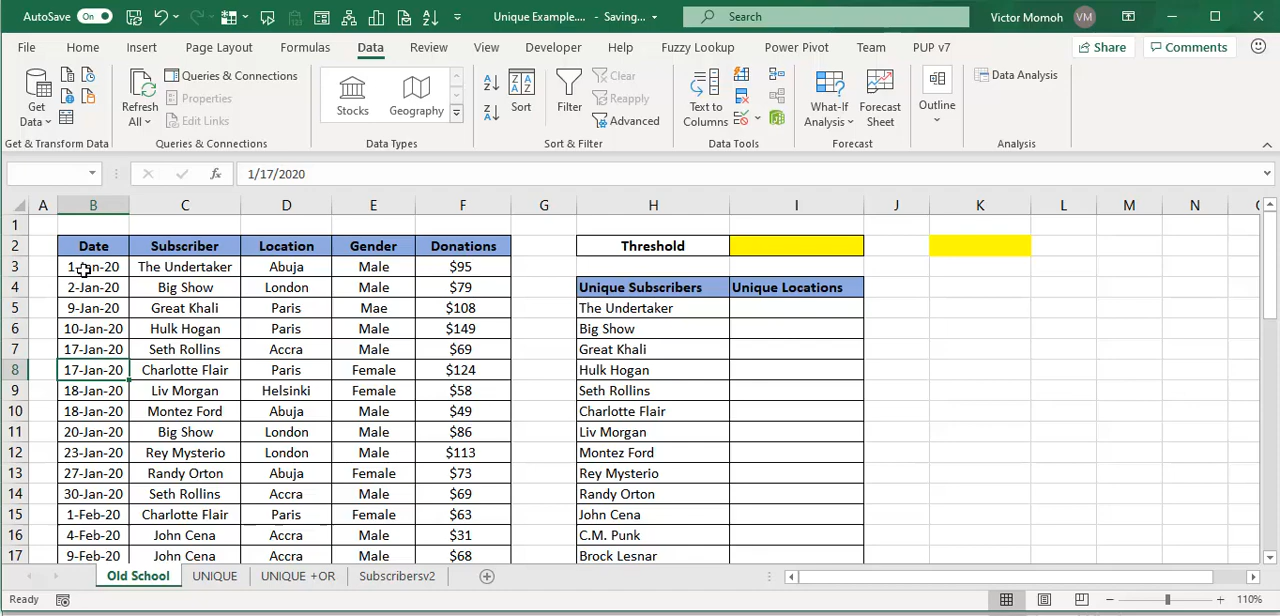 AutoSave On Unique Example.... - Saving... Search Victor Momoh VM
File Home Insert Page Layout Formulas Data Review View Developer Help Fuzzy Lookup Power Pivot Team PUP v7 Share Comments
Get Data
Refresh All
Queries & Connections
Properties
Edit Links
Stocks
Geography
Sort
Filter
Clear
Reapply
Advanced
Text to Columns
What-If Analysis
Forecast Sheet
Outline
Data Analysis
Get & Transform Data Queries & Connections Data Types Sort & Filter Data Tools Forecast Analysis
fx 1/17/2020
A B C D E F G H I J K L M N
1
2 Date Subscriber Location Gender Donations Threshold
3 1-Jan-20 The Undertaker Abuja Male $95
4 2-Jan-20 Big Show London Male $79 Unique Subscribers Unique Locations
5 9-Jan-20 Great Khali Paris Mae $108 The Undertaker
6 10-Jan-20 Hulk Hogan Paris Male $149 Big Show
7 17-Jan-20 Seth Rollins Accra Male $69 Great Khali
8 17-Jan-20 Charlotte Flair Paris Female $124 Hulk Hogan
9 18-Jan-20 Liv Morgan Helsinki Female $58 Seth Rollins
10 18-Jan-20 Montez Ford Abuja Male $49 Charlotte Flair
11 20-Jan-20 Big Show London Male $86 Liv Morgan
12 23-Jan-20 Rey Mysterio London Male $113 Montez Ford
13 27-Jan-20 Randy Orton Abuja Female $73 Rey Mysterio
14 30-Jan-20 Seth Rollins Accra Male $69 Randy Orton
15 1-Feb-20 Charlotte Flair Paris Female $63 John Cena
16 4-Feb-20 John Cena Accra Male $31 C.M. Punk
17 9-Feb-20 John Cena Accra Male $68 Brock Lesnar
Old School UNIQUE UNIQUE +OR Subscribersv2
Ready 110%